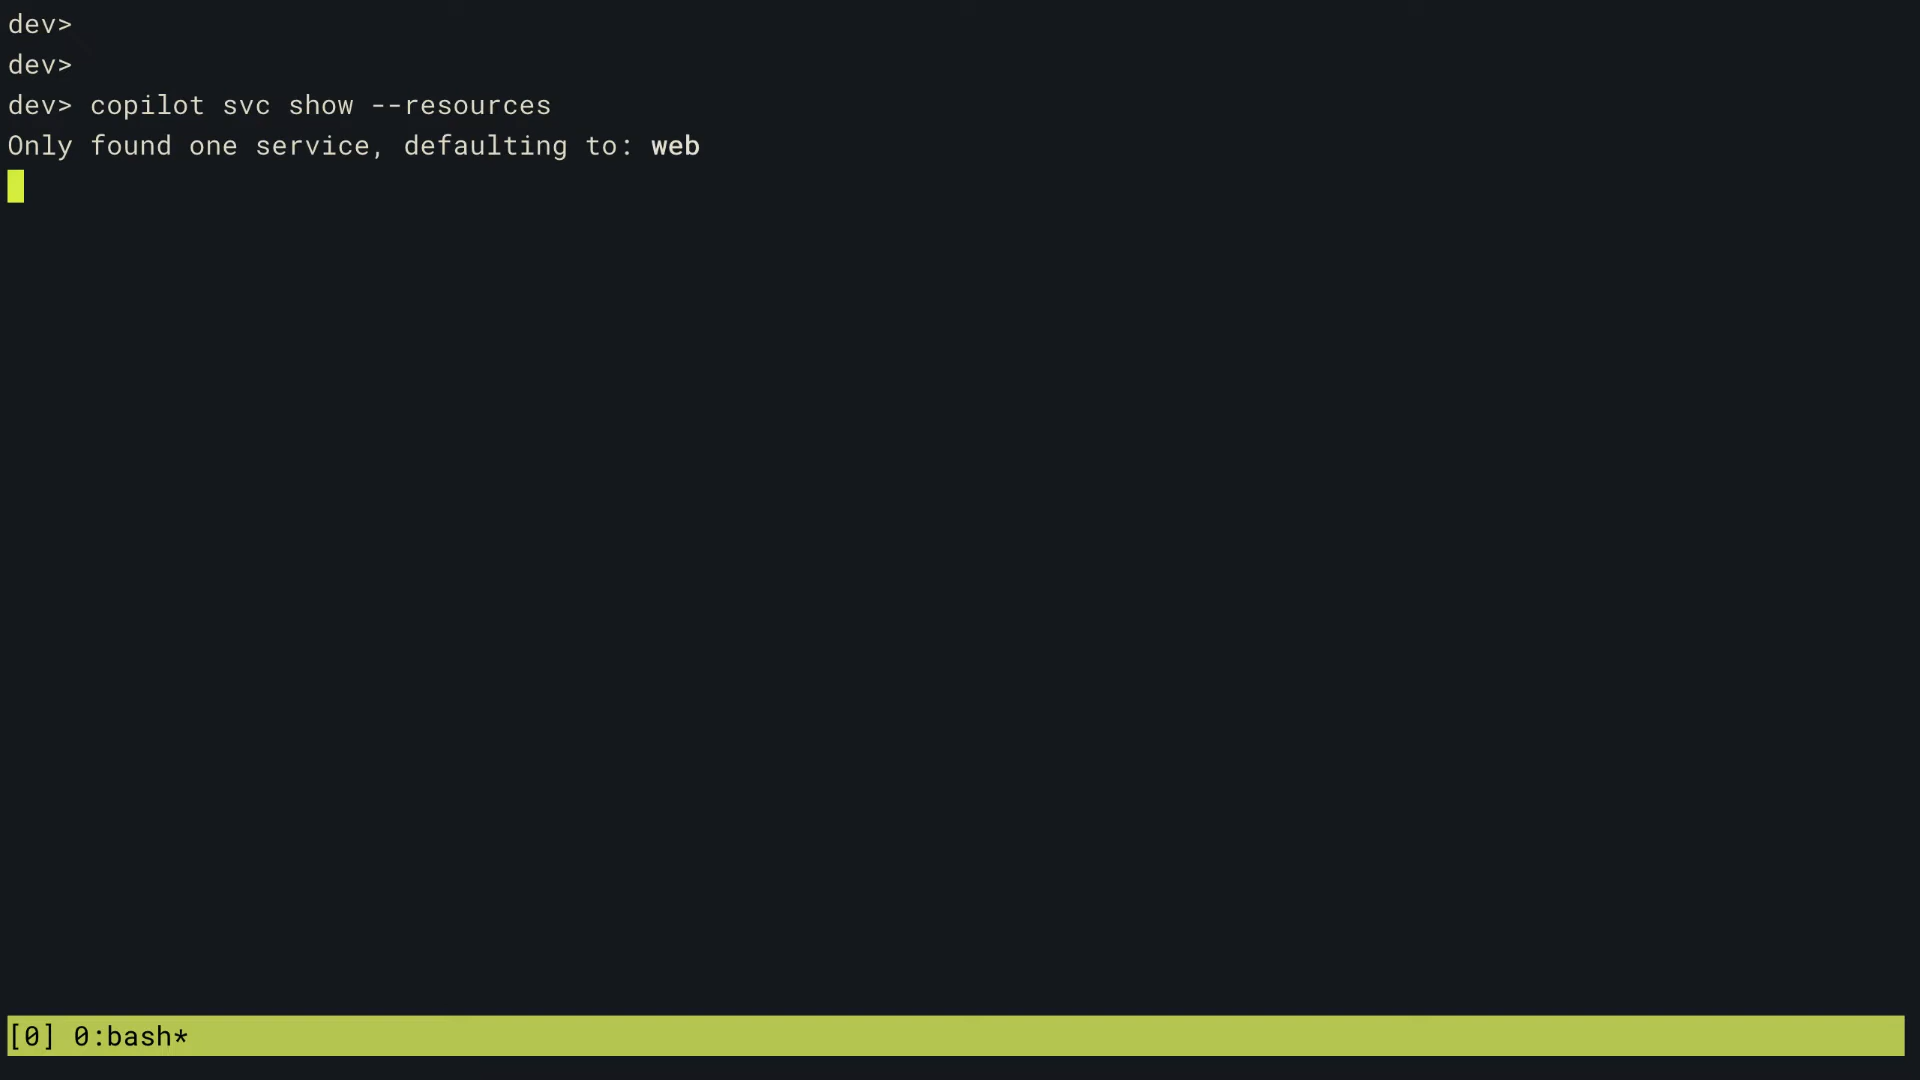 dev>
dev>
dev> copilot svc show --resources
Only found one service, defaulting to: web
[0] 0:bash*